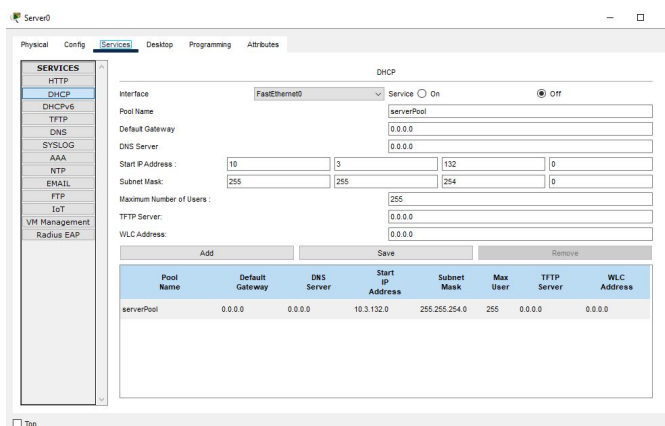 Server0
Physical Config Services Desktop Programming Attributes
SERVICES
HTTP
DHCP
DHCPv6
TFTP
DNS
SYSLOG
AAA
NTP
EMAIL
FTP
IoT
VM Management
Radius EAP
DHCP
Interface FastEthernet0 Service On Off
Pool Name serverPool
Default Gateway 0.0.0.0
DNS Server 0.0.0.0
Start IP Address : 10 3 132 0
Subnet Mask: 255 255 254 0
Maximum Number of Users : 255
TFTP Server: 0.0.0.0
WLC Address: 0.0.0.0
Add Save Remove
Pool Name Default Gateway DNS Server Start IP Address Subnet Mask Max User TFTP Server WLC Address
serverPool 0.0.0.0 0.0.0.0 10.3.132.0 255.255.254.0 255 0.0.0.0 0.0.0.0
Top